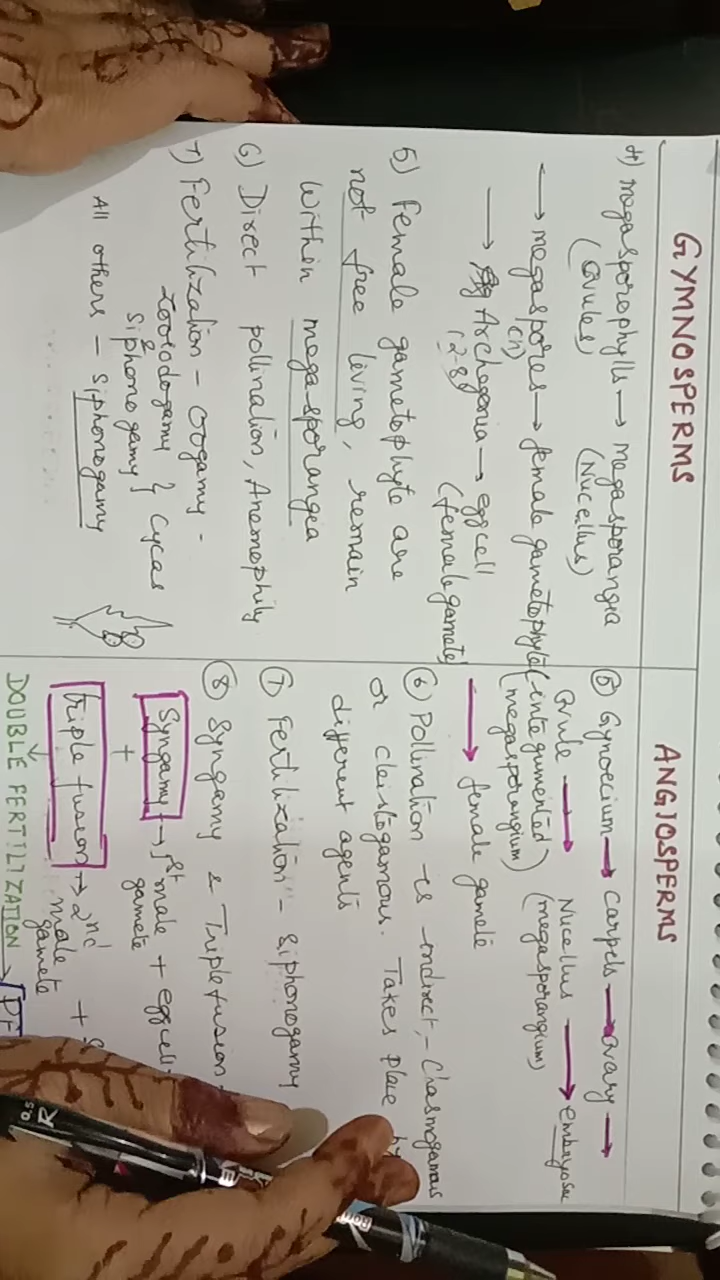 GYMNOSPERMS
4) megasporophylls → megasporangia
(ovules) (Nucellus)
→ megaspores → female gametophyte
(n)
→ Archegonia → egg cell
(2-8) (female gamete)
5) Female gametophyte are
not free living, remain
within megasporangia
6) Direct pollination, Anemophily
7) Fertilization - Oogamy -
Zooidogamy } Cycas
&
Siphonogamy
All others - Siphonogamy
ANGIOSPERMS
5 Gynoecium → Carpels → ovary →
Ovule → Nucellus → embryosac
(integumented (megasporangium)
megasporangium)
→ female gamete
6 Pollination is indirect, - Chasmogamous
or cleistogamous. Takes place by
different agents
7 Fertilization - Siphonogamy
8 Syngamy & Triple fusion -
Syngamy → 1st male + egg cell
gamete
+
triple fusion → 2nd male +
gamete
DOUBLE FERTILIZATION →
R
0.5